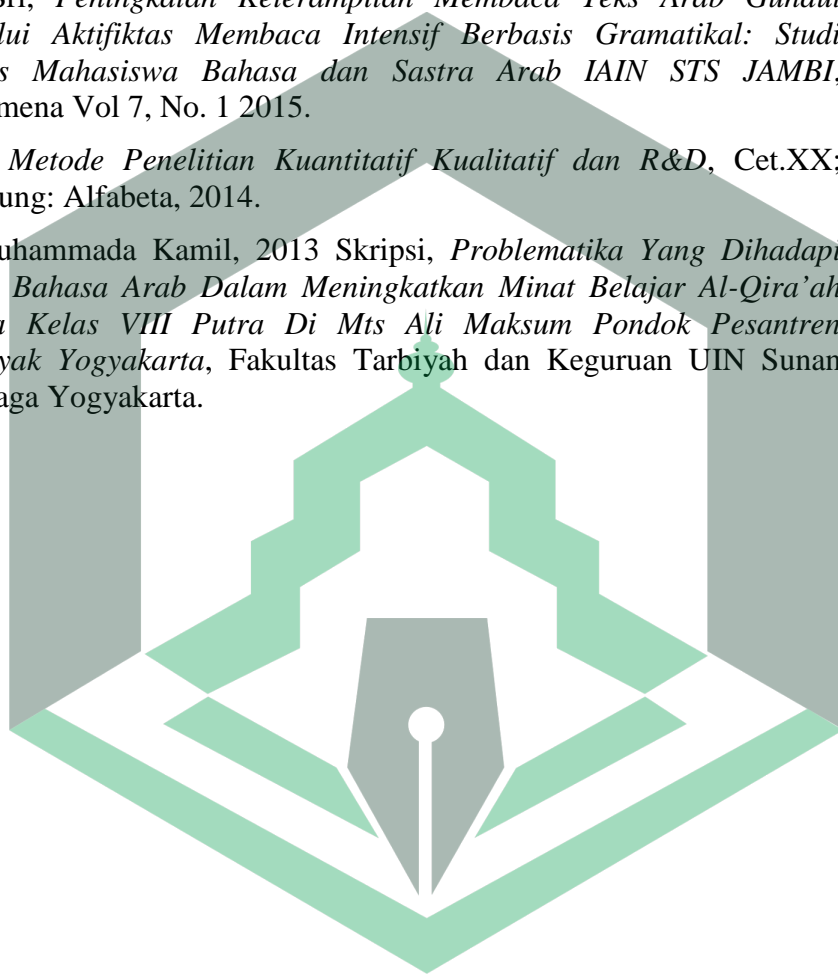 Peningkatan Keterampilan Membaca Teks Arab Gundul
Aktifiktas Membaca Intensif Berbasis Gramatikal: Studi
Mahasiswa Bahasa dan Sastra Arab IAIN STS JAMBI,
mena Vol 7, No. 1 2015.
Metode Penelitian Kuantitatif Kualitatif dan R&D, Cet.XX;
ung: Alfabeta, 2014.
uhammada Kamil, 2013 Skripsi, Problematika Yang Dihadapi
Bahasa Arab Dalam Meningkatkan Minat Belajar Al-Qira’ah
Kelas VIII Putra Di Mts Ali Maksum Pondok Pesantren
yak Yogyakarta, Fakultas Tarbiyah dan Keguruan UIN Sunan
aga Yogyakarta.